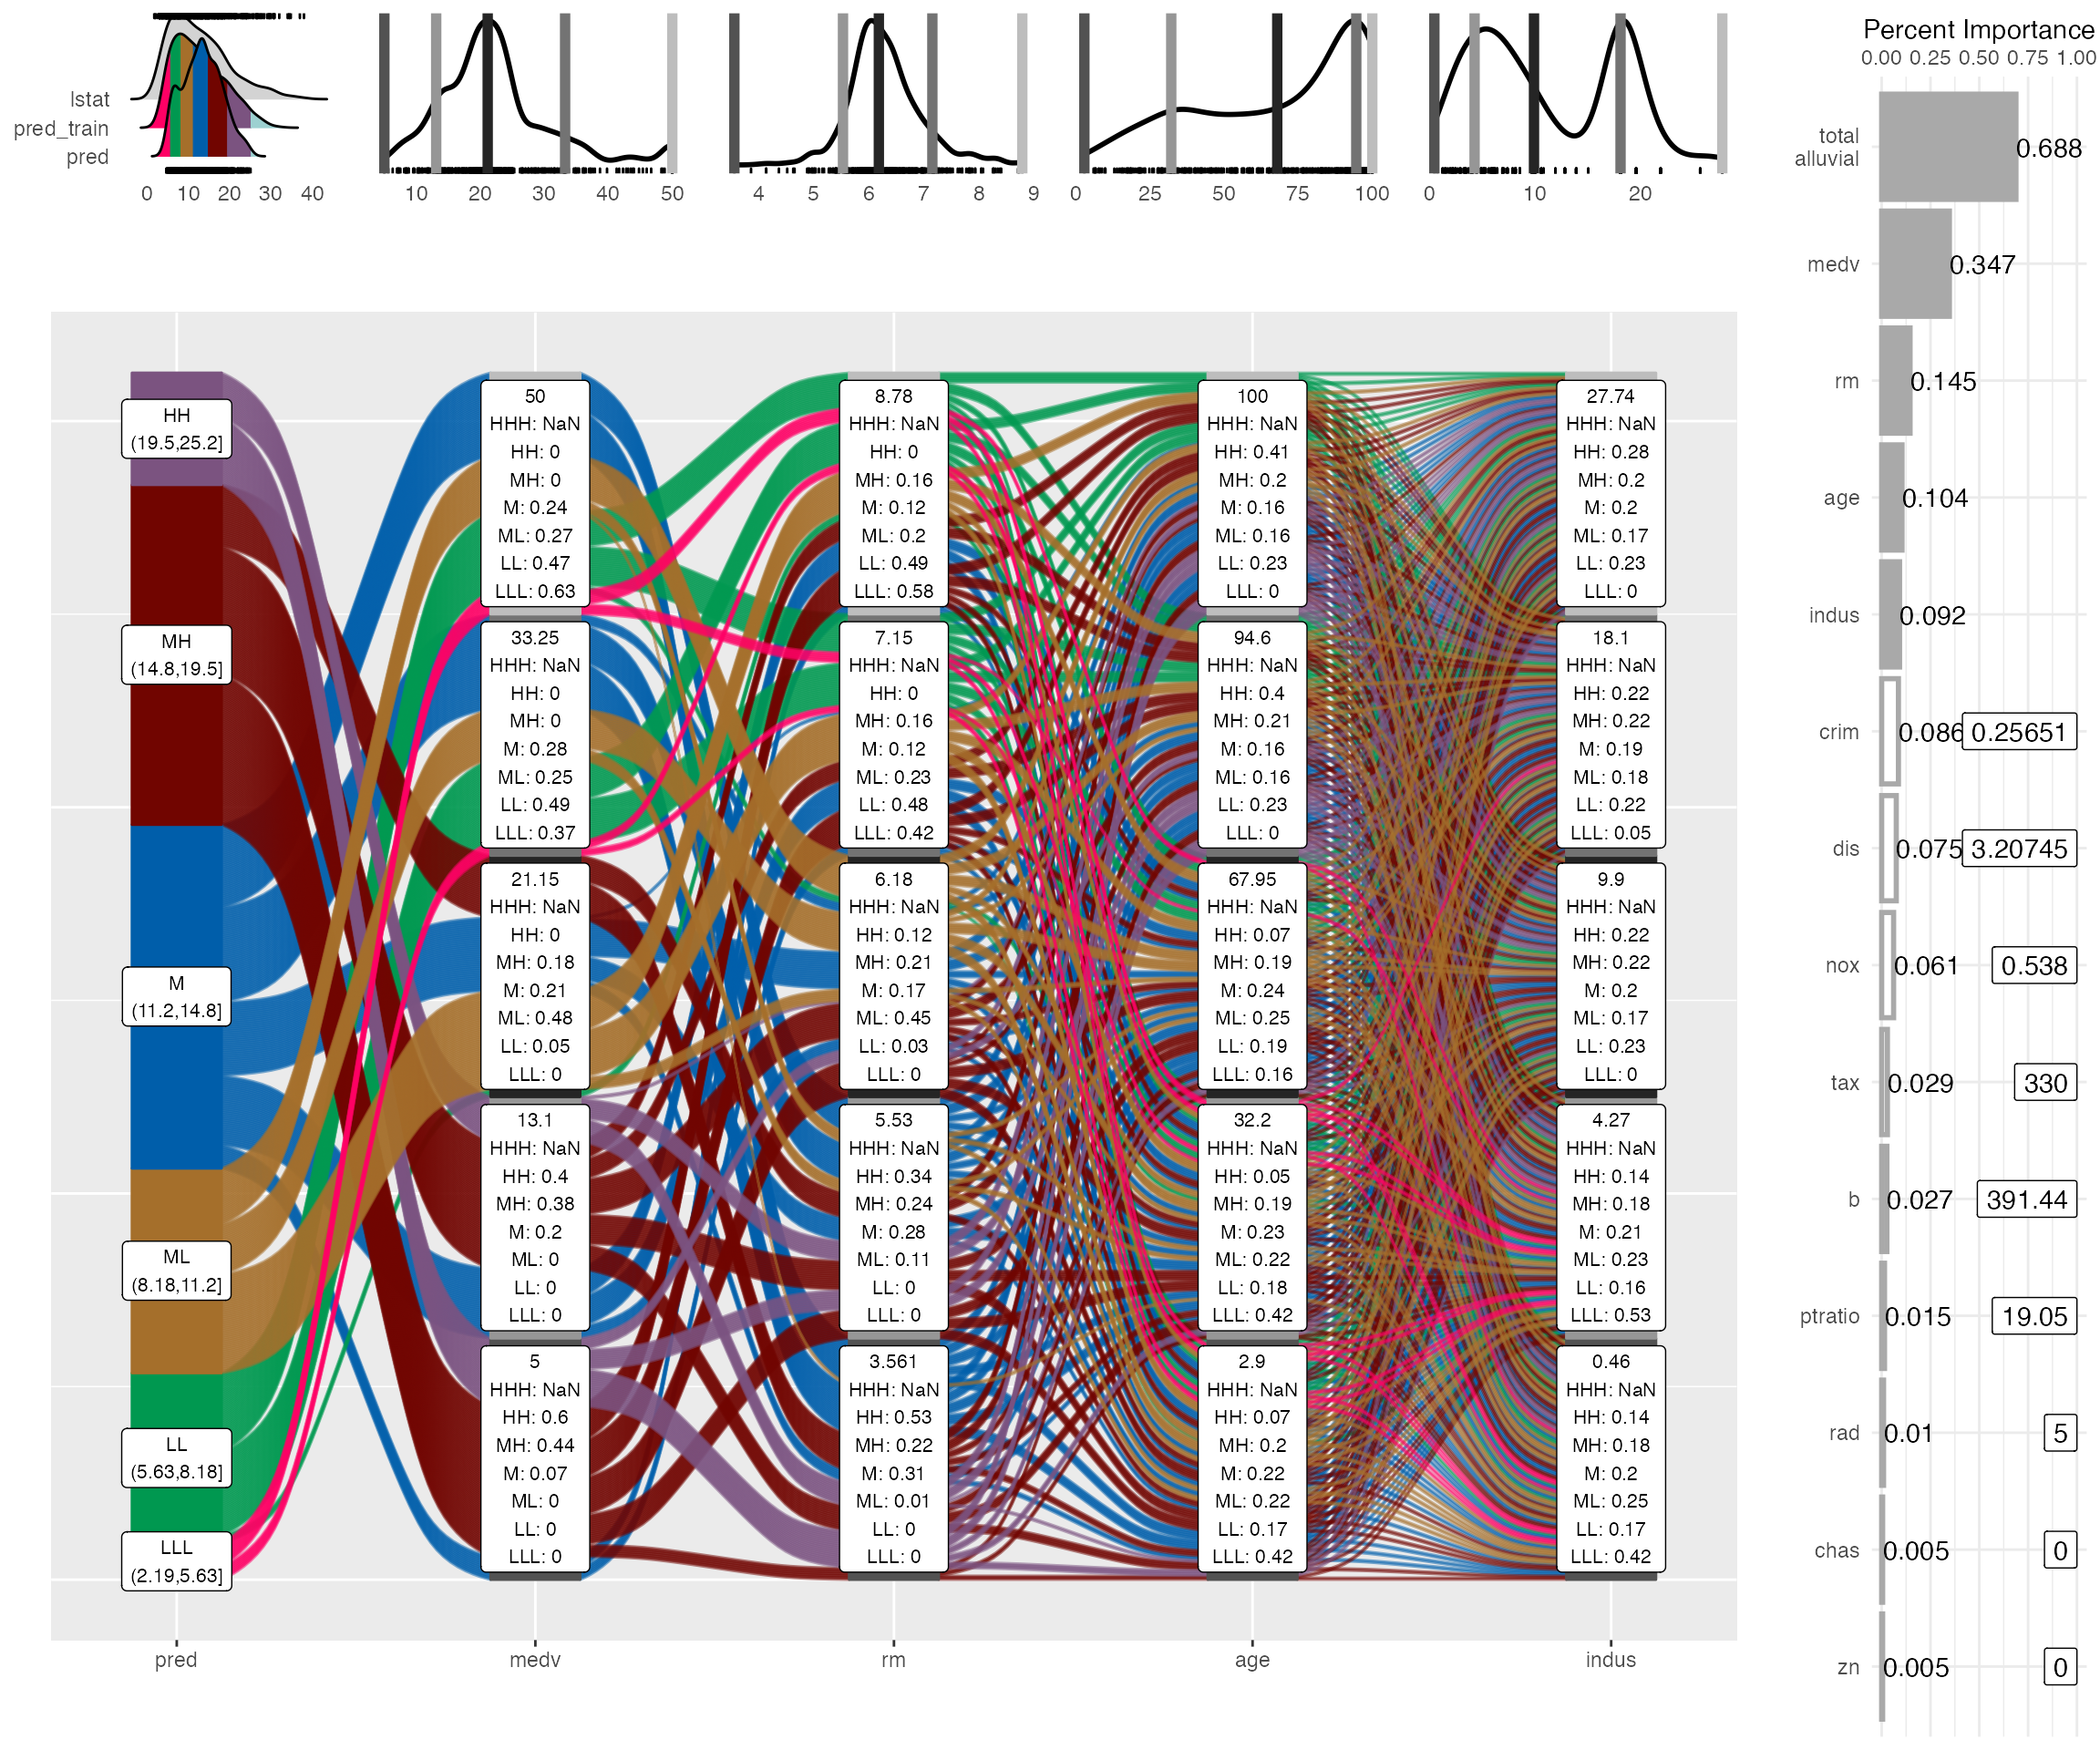 lstat
pred_train
pred
0 10 20 30 40
10 20 30 40 50
4 5 6 7 8 9
0 25 50 75 100
0 10 20
Percent Importance
0.00 0.25 0.50 0.75 1.00
HH
(19.5,25.2]
MH
(14.8,19.5]
M
(11.2,14.8]
ML
(8.18,11.2]
LL
(5.63,8.18]
LLL
(2.19,5.63]
50
HHH: NaN
HH: 0
MH: 0
M: 0.24
ML: 0.27
LL: 0.47
LLL: 0.63
33.25
HHH: NaN
HH: 0
MH: 0
M: 0.28
ML: 0.25
LL: 0.49
LLL: 0.37
21.15
HHH: NaN
HH: 0
MH: 0.18
M: 0.21
ML: 0.48
LL: 0.05
LLL: 0
13.1
HHH: NaN
HH: 0.4
MH: 0.38
M: 0.2
ML: 0
LL: 0
LLL: 0
5
HHH: NaN
HH: 0.6
MH: 0.44
M: 0.07
ML: 0
LL: 0
LLL: 0
8.78
HHH: NaN
HH: 0
MH: 0.16
M: 0.12
ML: 0.2
LL: 0.49
LLL: 0.58
7.15
HHH: NaN
HH: 0
MH: 0.16
M: 0.12
ML: 0.23
LL: 0.48
LLL: 0.42
6.18
HHH: NaN
HH: 0.12
MH: 0.21
M: 0.17
ML: 0.45
LL: 0.03
LLL: 0
5.53
HHH: NaN
HH: 0.34
MH: 0.24
M: 0.28
ML: 0.11
LL: 0
LLL: 0
3.561
HHH: NaN
HH: 0.53
MH: 0.22
M: 0.31
ML: 0.01
LL: 0
LLL: 0
100
HHH: NaN
HH: 0.41
MH: 0.2
M: 0.16
ML: 0.16
LL: 0.23
LLL: 0
94.6
HHH: NaN
HH: 0.4
MH: 0.21
M: 0.16
ML: 0.16
LL: 0.23
LLL: 0
67.95
HHH: NaN
HH: 0.07
MH: 0.19
M: 0.24
ML: 0.25
LL: 0.19
LLL: 0.16
32.2
HHH: NaN
HH: 0.05
MH: 0.19
M: 0.23
ML: 0.22
LL: 0.18
LLL: 0.42
2.9
HHH: NaN
HH: 0.07
MH: 0.2
M: 0.22
ML: 0.22
LL: 0.17
LLL: 0.42
27.74
HHH: NaN
HH: 0.28
MH: 0.2
M: 0.2
ML: 0.17
LL: 0.23
LLL: 0
18.1
HHH: NaN
HH: 0.22
MH: 0.22
M: 0.19
ML: 0.18
LL: 0.22
LLL: 0.05
9.9
HHH: NaN
HH: 0.22
MH: 0.22
M: 0.2
ML: 0.17
LL: 0.23
LLL: 0
4.27
HHH: NaN
HH: 0.14
MH: 0.18
M: 0.21
ML: 0.23
LL: 0.16
LLL: 0.53
0.46
HHH: NaN
HH: 0.14
MH: 0.18
M: 0.2
ML: 0.25
LL: 0.17
LLL: 0.42
pred medv rm age indus
total
alluvial
0.688
medv 0.347
rm 0.145
age 0.104
indus 0.092
crim 0.086 0.25651
dis 0.075 3.20745
nox 0.061 0.538
tax 0.029 330
b 0.027 391.44
ptratio 0.015 19.05
rad 0.01 5
chas 0.005 0
zn 0.005 0